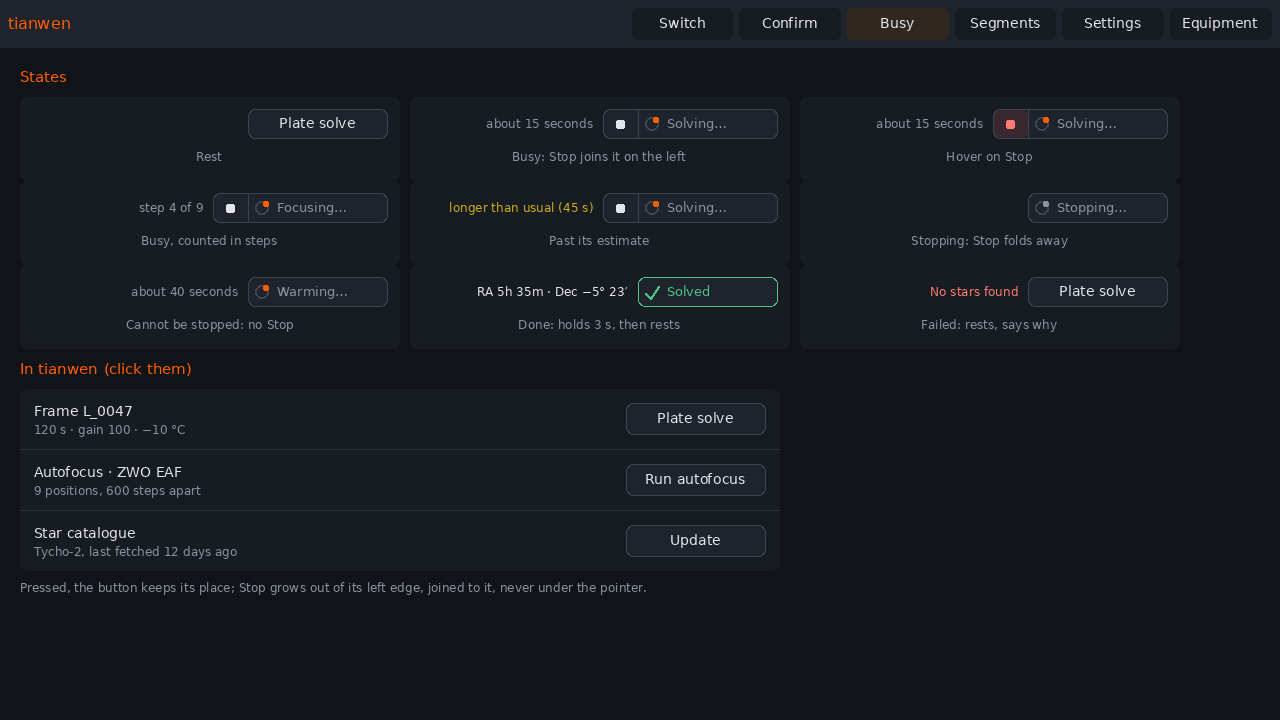 tianwen
Switch
Confirm
Busy
Segments
Settings
Equipment
States
Plate solve
Rest
about 15 seconds
Solving...
Busy: Stop joins it on the left
about 15 seconds
Solving...
Hover on Stop
step 4 of 9
Focusing...
Busy, counted in steps
longer than usual (45 s)
Solving...
Past its estimate
Stopping...
Stopping: Stop folds away
about 40 seconds
Warming...
Cannot be stopped: no Stop
RA 5h 35m · Dec −5° 23′
Solved
Done: holds 3 s, then rests
No stars found
Plate solve
Failed: rests, says why
In tianwen (click them)
Frame L_0047
120 s · gain 100 · −10 °C
Plate solve
Autofocus · ZWO EAF
9 positions, 600 steps apart
Run autofocus
Star catalogue
Tycho-2, last fetched 12 days ago
Update
Pressed, the button keeps its place; Stop grows out of its left edge, joined to it, never under the pointer.